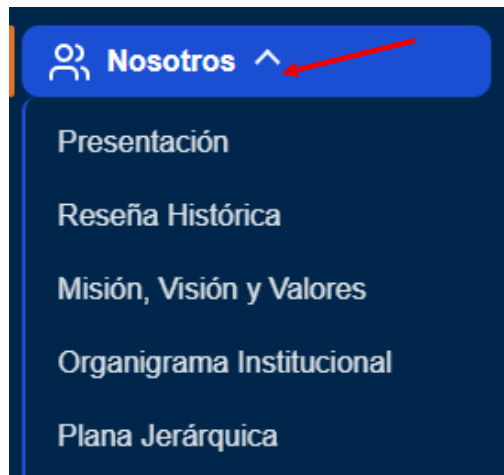 Nosotros
Presentación
Reseña Histórica
Misión, Visión y Valores
Organigrama Institucional
Plana Jerárquica